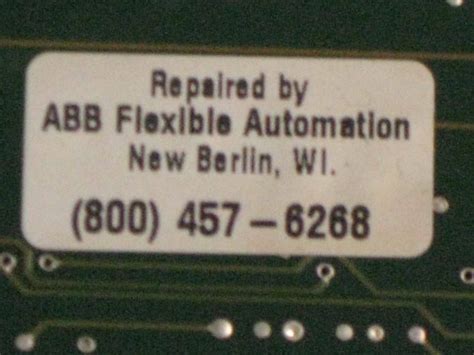 Repaired by
ABB Flexible Automation
New Berlin, WI.
(800) 457-6268